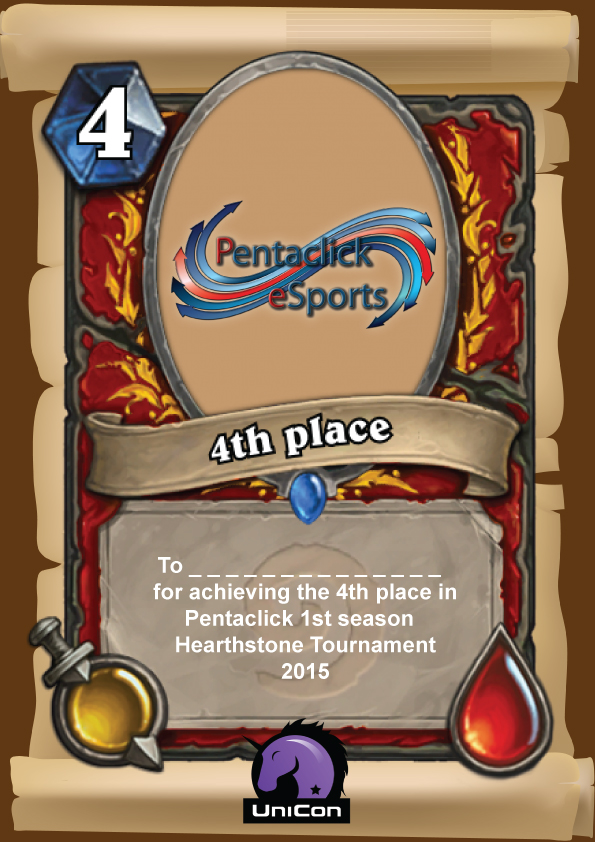 4
Pentaclick
eSports
4th place
To _ _ _ _ _ _ _ _ _ _ _ _ _ _
for achieving the 4th place in
Pentaclick 1st season
Hearthstone Tournament
2015
UniCon